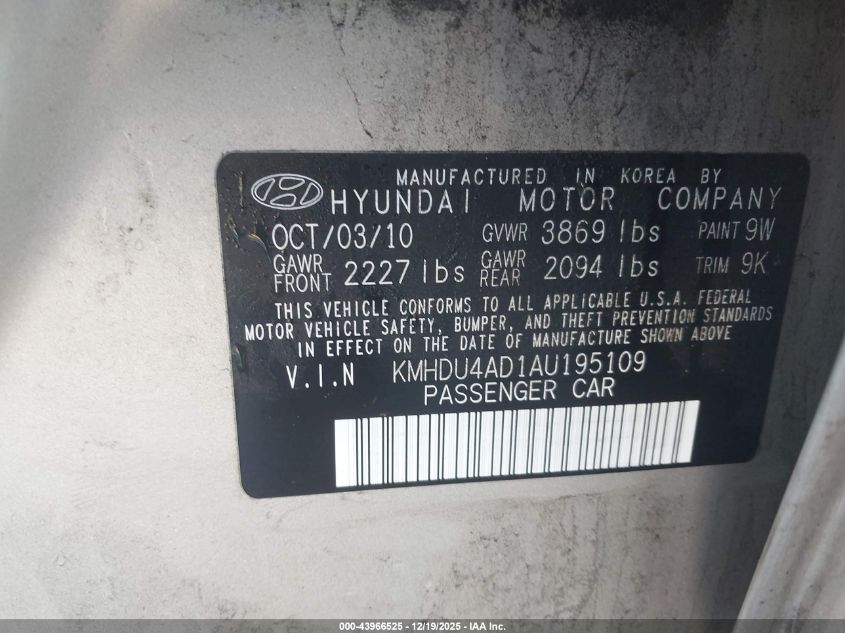 MANUFACTURED IN KOREA BY
HYUNDAI MOTOR COMPANY
OCT/03/10 GVWR 3869 lbs PAINT 9W
GAWR FRONT 2227 lbs GAWR REAR 2094 lbs TRIM 9K
THIS VEHICLE CONFORMS TO ALL APPLICABLE U.S.A. FEDERAL
MOTOR VEHICLE SAFETY, BUMPER, AND THEFT PREVENTION STANDARDS
IN EFFECT ON THE DATE OF MANUFACTURE SHOWN ABOVE
V.I.N KMHDU4AD1AU195109
PASSENGER CAR
000-43966525 - 12/19/2025 - IAA Inc.